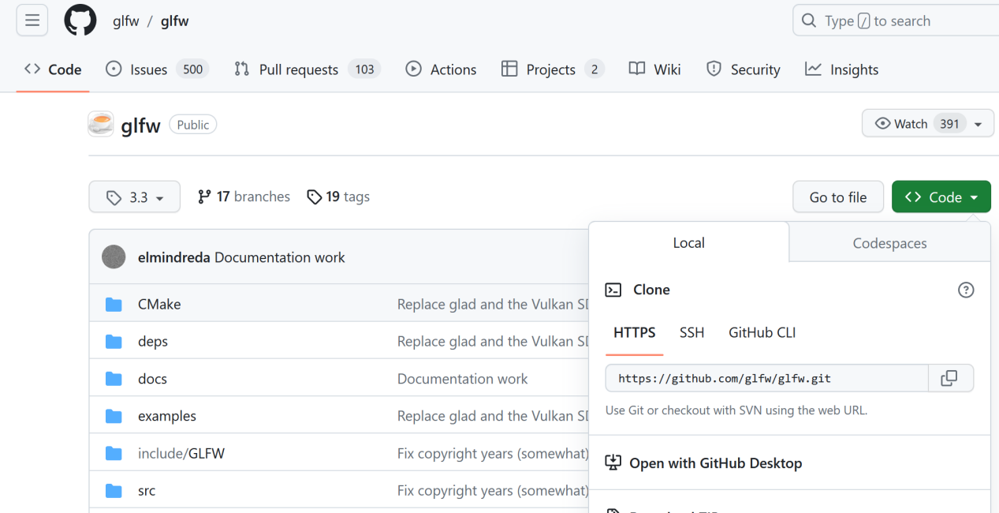 glfw / glfw
Type / to search
Code Issues 500 Pull requests 103 Actions Projects 2 Wiki Security Insights
glfw Public
Watch 391
3.3 17 branches 19 tags
Go to file Code
Local Codespaces
elmindreda Documentation work
CMake Replace glad and the Vulkan SD
deps Replace glad and the Vulkan SD
docs Documentation work
examples Replace glad and the Vulkan SD
include/GLFW Fix copyright years (somewhat)
src Fix copyright years (somewhat)
Clone
HTTPS SSH GitHub CLI
https://github.com/glfw/glfw.git
Use Git or checkout with SVN using the web URL.
Open with GitHub Desktop